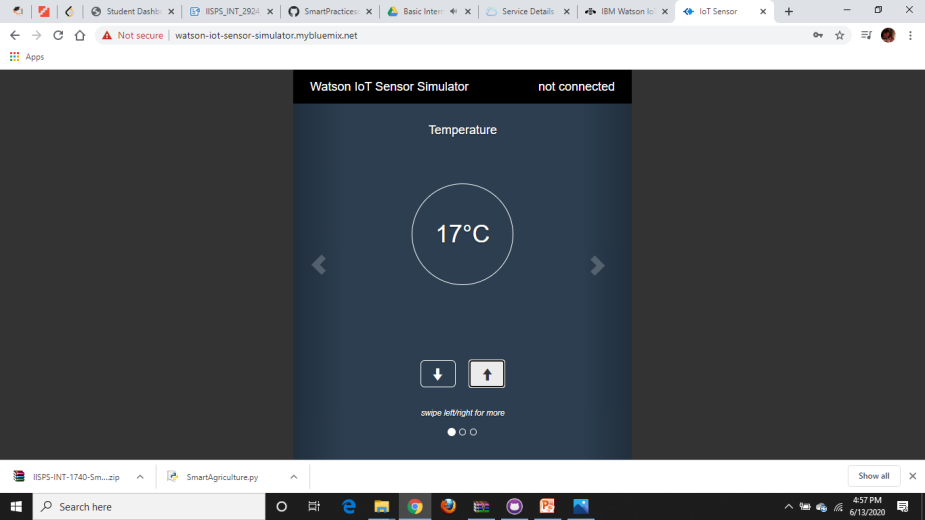 Student Dashb
IISPS_INT_2924
SmartPractices
Basic Intern
Service Details
IBM Watson Io
IoT Sensor
Not secure | watson-iot-sensor-simulator.mybluemix.net
Apps
Watson IoT Sensor Simulator
not connected
Temperature
17°C
swipe left/right for more
IISPS-INT-1740-Sm....zip
SmartAgriculture.py
Show all
Search here
4:57 PM
6/13/2020